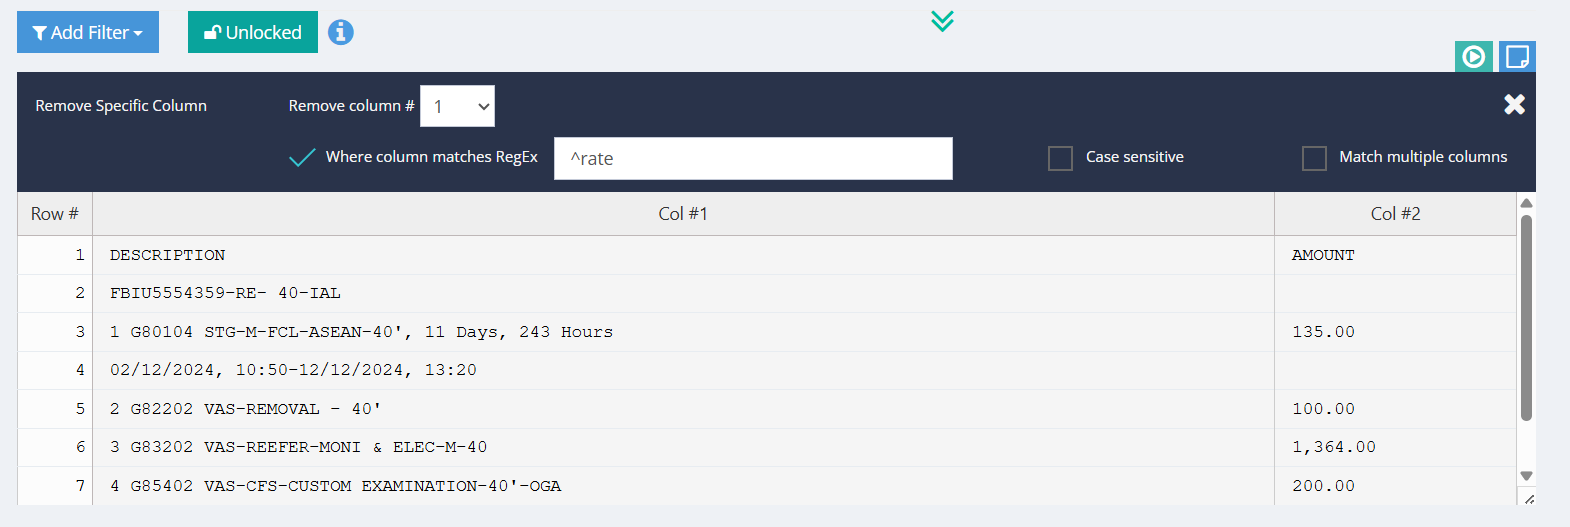 Add Filter
Unlocked
Remove Specific Column
Remove column #
1
Where column matches RegEx
^rate
Case sensitive
Match multiple columns
Row # Col #1 Col #2
1 DESCRIPTION AMOUNT
2 FBIU5554359-RE- 40-IAL
3 1 G80104 STG-M-FCL-ASEAN-40', 11 Days, 243 Hours 135.00
4 02/12/2024, 10:50-12/12/2024, 13:20
5 2 G82202 VAS-REMOVAL - 40' 100.00
6 3 G83202 VAS-REEFER-MONI & ELEC-M-40 1,364.00
7 4 G85402 VAS-CFS-CUSTOM EXAMINATION-40'-OGA 200.00